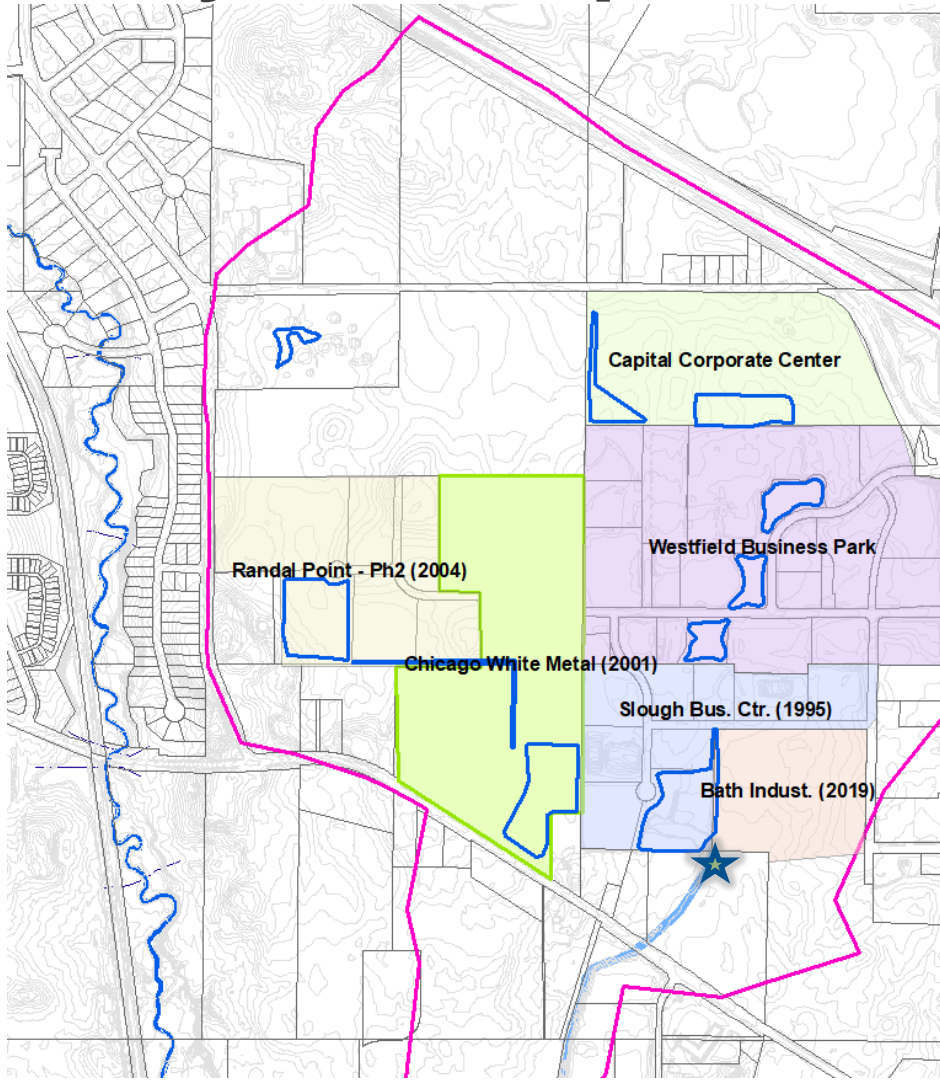 Capital Corporate Center
Westfield Business Park
Randal Point - Ph2 (2004)
Chicago White Metal (2001)
Slough Bus. Ctr. (1995)
Bath Indust. (2019)